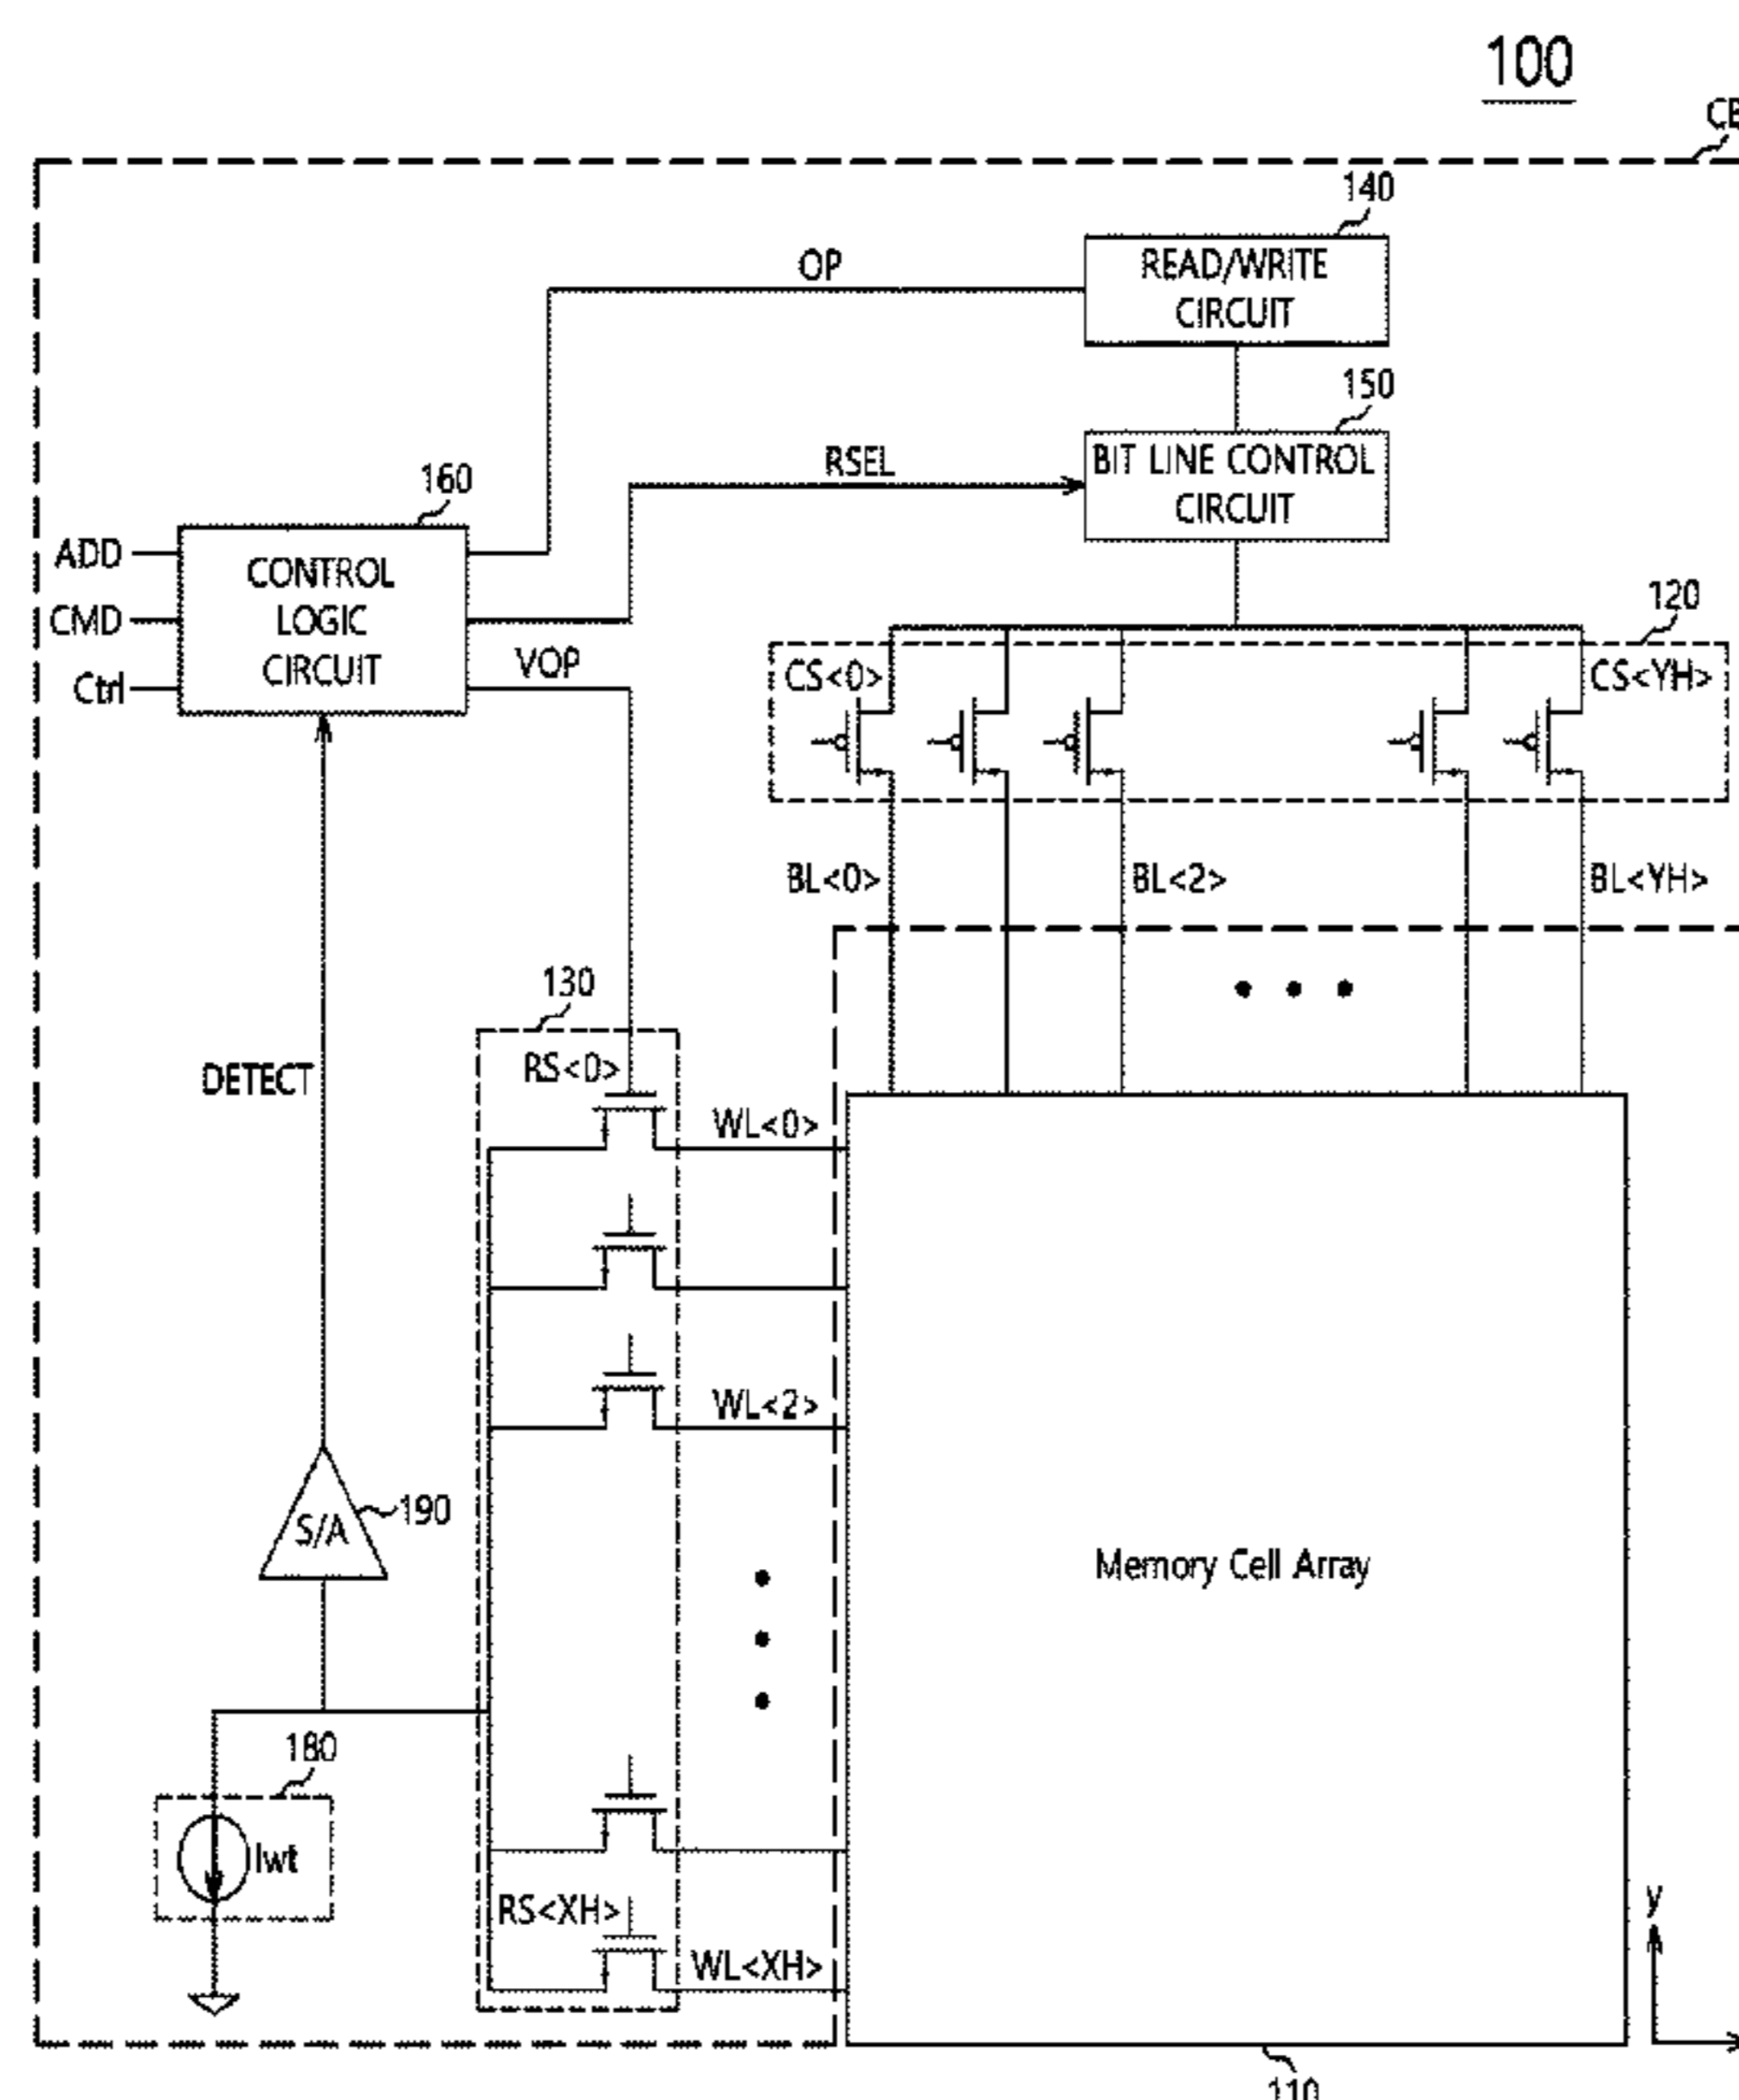 100
CB
140
OP
READ/WRITE
CIRCUIT
150
RSEL
BIT LINE CONTROL
CIRCUIT
160
ADD
CMD
Ctrl
CONTROL
LOGIC
CIRCUIT
VOP
120
CS<0>
CS<YH>
BL<0>
BL<2>
BL<YH>
130
RS<0>
DETECT
WL<0>
WL<2>
190
S/A
Memory Cell Array
180
Iwt
RS<XH>
WL<XH>
y
110